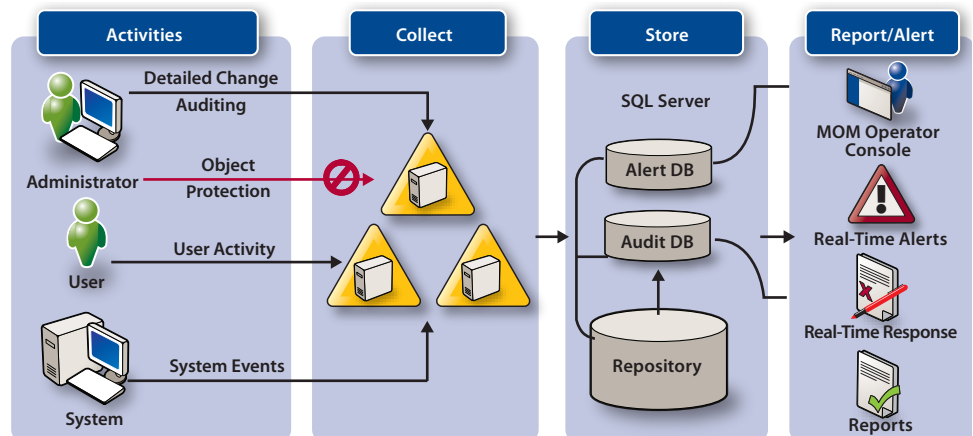 Activities
Collect
Store
Report/Alert
Detailed Change
Auditing
Administrator
Object
Protection
User Activity
User
System Events
System
SQL Server
Alert DB
Audit DB
Repository
MOM Operator
Console
Real-Time Alerts
Real-Time Response
Reports